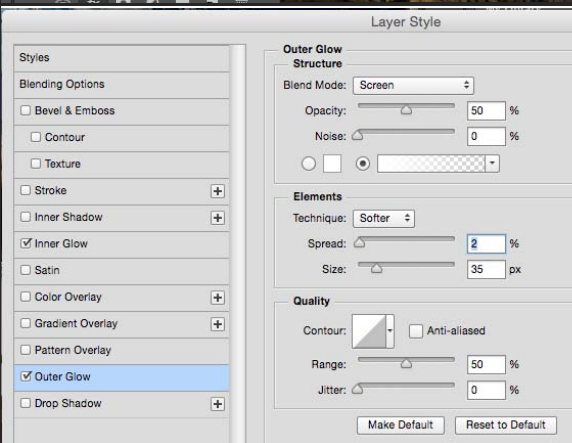 Layer Style
Styles
Blending Options
Bevel & Emboss
Contour
Texture
Stroke
Inner Shadow
Inner Glow
Satin
Color Overlay
Gradient Overlay
Pattern Overlay
Outer Glow
Drop Shadow
Outer Glow
Structure
Blend Mode: Screen
Opacity: 50 %
Noise: 0 %
Elements
Technique: Softer
Spread: 2 %
Size: 35 px
Quality
Contour: Anti-aliased
Range: 50 %
Jitter: 0 %
Make Default Reset to Default